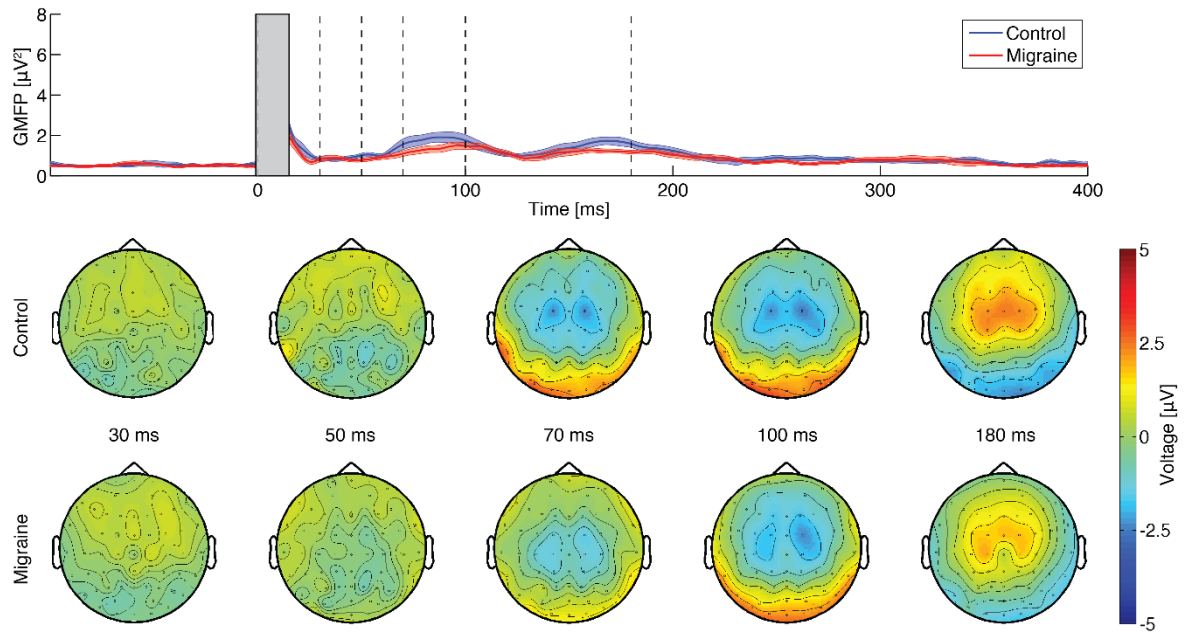 8
6
4
2
0
GMFP [µV²]
Control
Migraine
0
100
200
300
400
Time [ms]
Control
30 ms
50 ms
70 ms
100 ms
180 ms
Migraine
5
2.5
0
-2.5
-5
Voltage [µV]